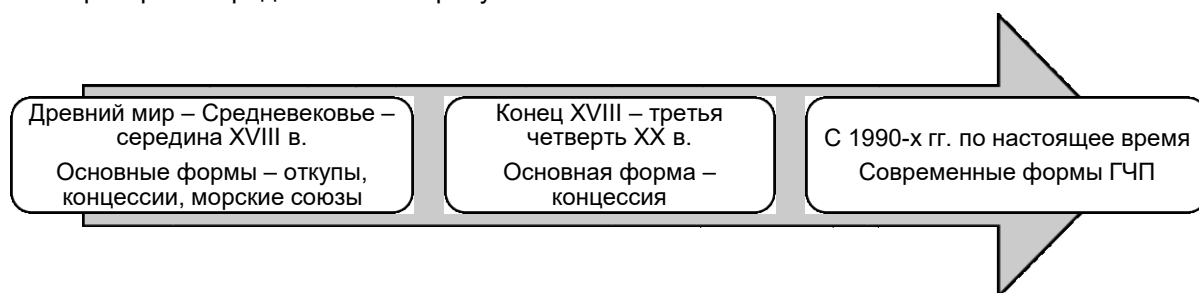 Древний мир – Средневековье –
середина XVIII в.
Основные формы – откупы,
концессии, морские союзы
Конец XVIII – третья
четверть XX в.
Основная форма –
концессия
С 1990-х гг. по настоящее время
Современные формы ГЧП